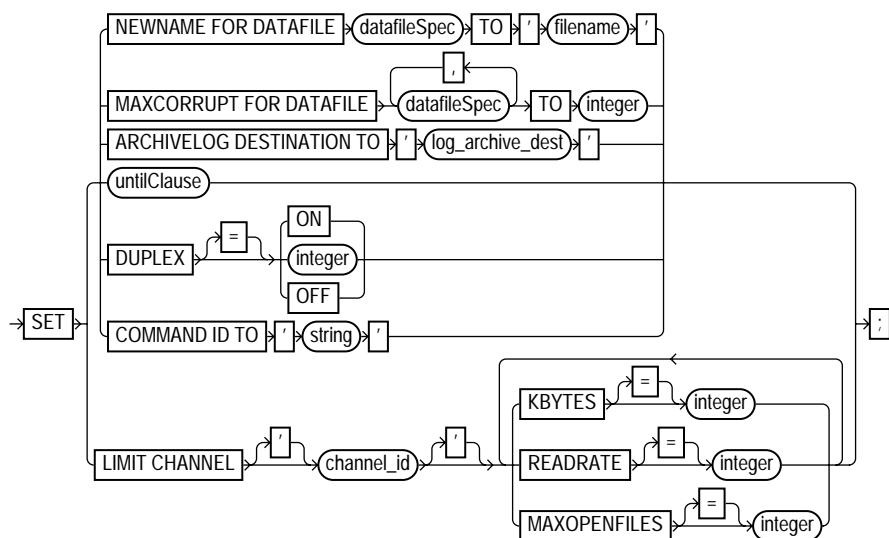 NEWNAME FOR DATAFILE datafileSpec TO ' filename '
,
MAXCORRUPT FOR DATAFILE datafileSpec TO integer
ARCHIVELOG DESTINATION TO ' log_archive_dest '
untilClause
ON
=
DUPLEX integer
OFF
SET ;
COMMAND ID TO ' string '
=
KBYTES integer
' ' =
LIMIT CHANNEL channel_id READRATE integer
=
MAXOPENFILES integer